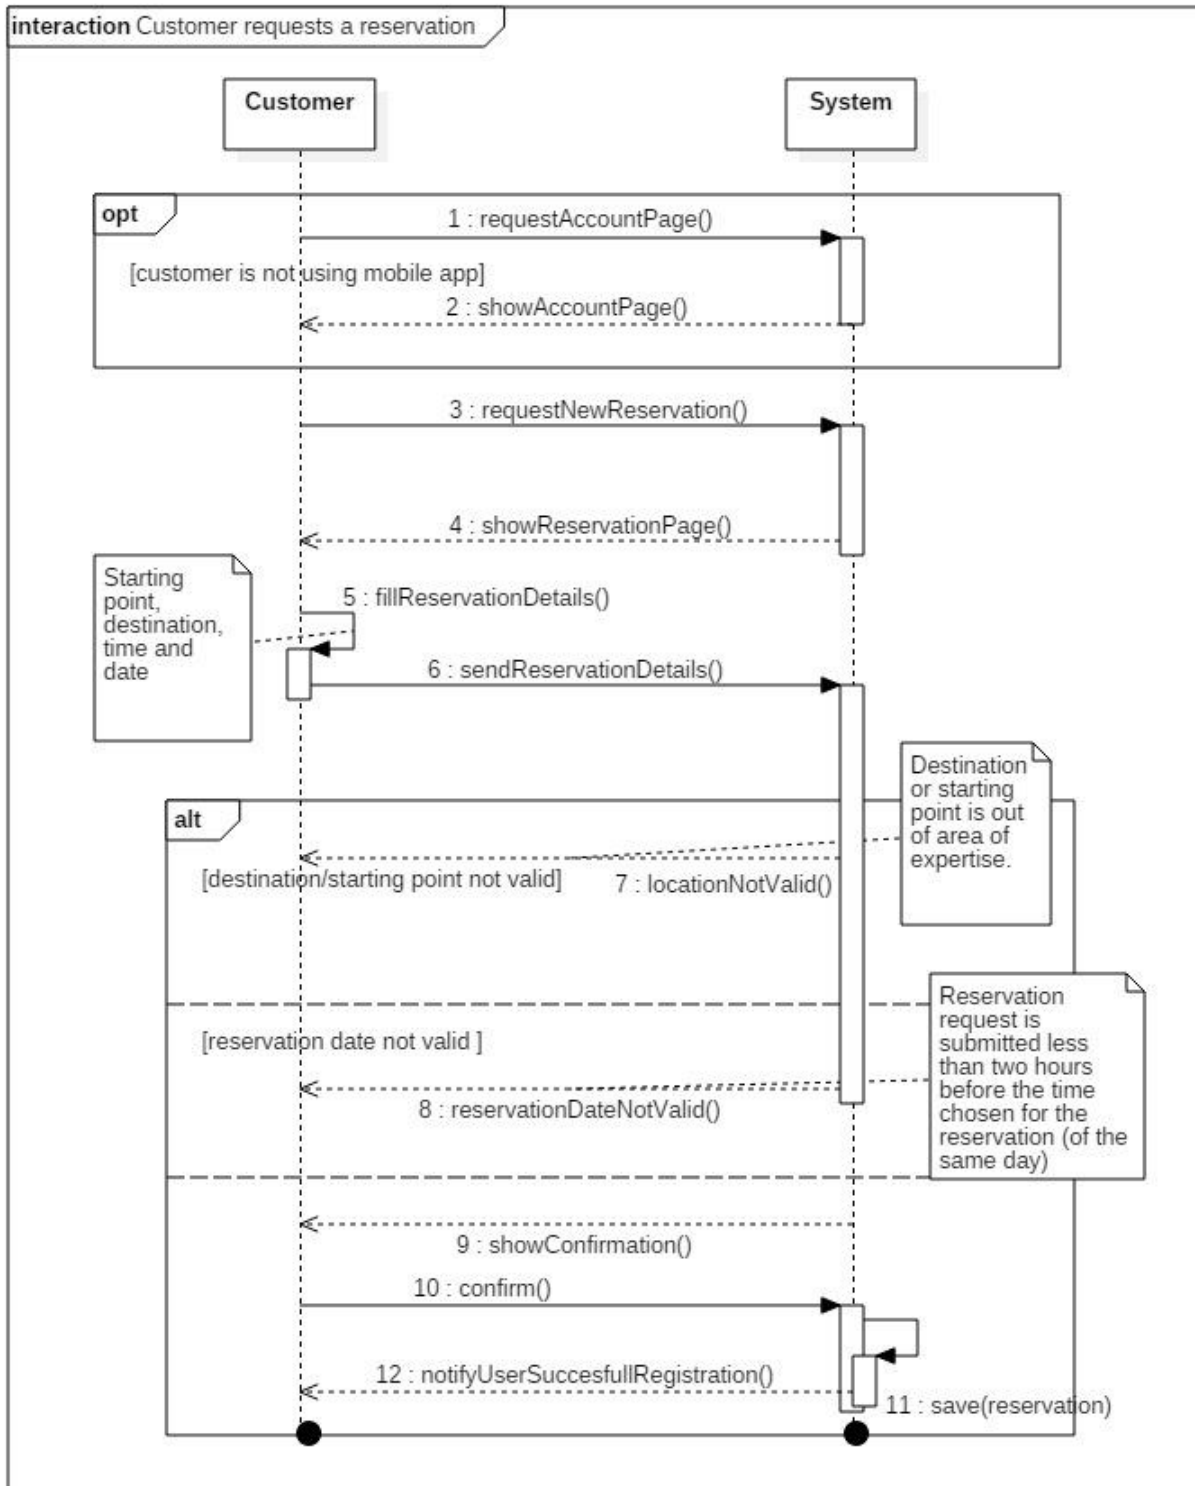 interaction Customer requests a reservation
Customer
System
opt
1 : requestAccountPage()
[customer is not using mobile app]
2 : showAccountPage()
3 : requestNewReservation()
4 : showReservationPage()
Starting
point,
destination,
time and
date
5 : fillReservationDetails()
6 : sendReservationDetails()
Destination
or starting
point is out
of area of
expertise.
alt
[destination/starting point not valid]
7 : locationNotValid()
Reservation
request is
submitted less
than two hours
before the time
chosen for the
reservation (of the
same day)
[reservation date not valid ]
8 : reservationDateNotValid()
9 : showConfirmation()
10 : confirm()
12 : notifyUserSuccesfullRegistration()
11 : save(reservation)